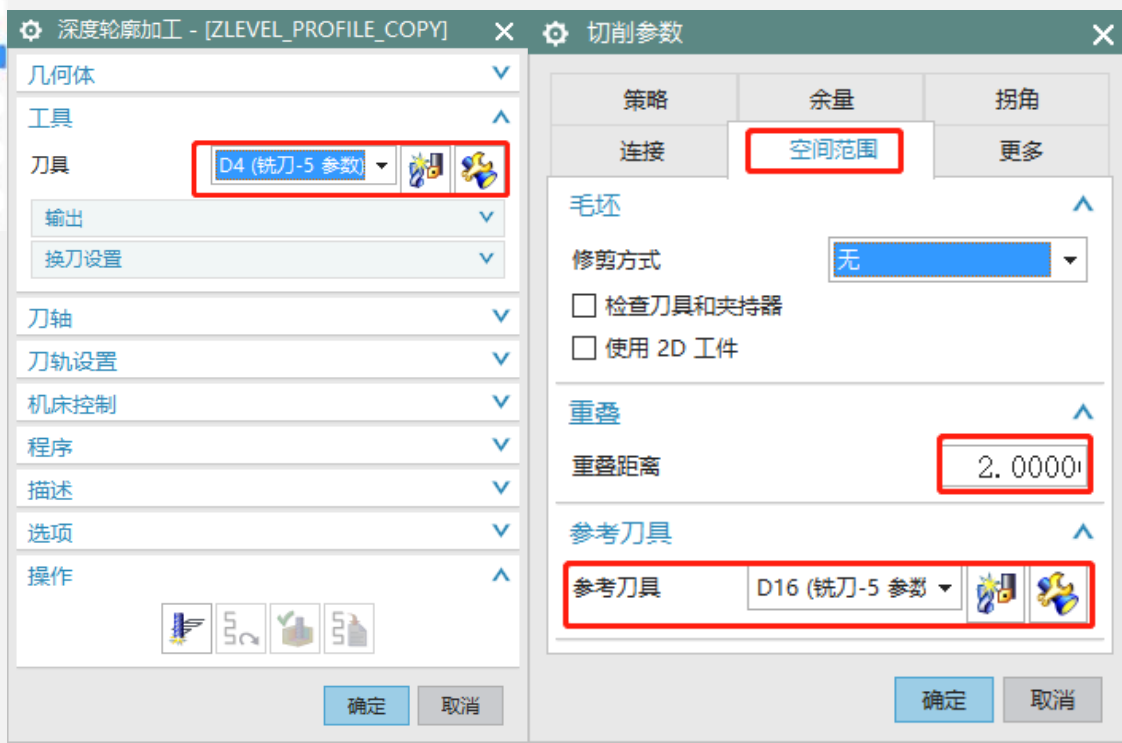 深度轮廓加工 - [ZLEVEL_PROFILE_COPY]
几何体
工具
刀具 D4 (铣刀-5 参数)
输出
换刀设置
刀轴
刀轨设置
机床控制
程序
描述
选项
操作
确定 取消
切削参数
策略 余量 拐角
连接 空间范围 更多
毛坯
修剪方式 无
检查刀具和夹持器
使用 2D 工件
重叠
重叠距离 2.0000
参考刀具
参考刀具 D16 (铣刀-5 参数
确定 取消